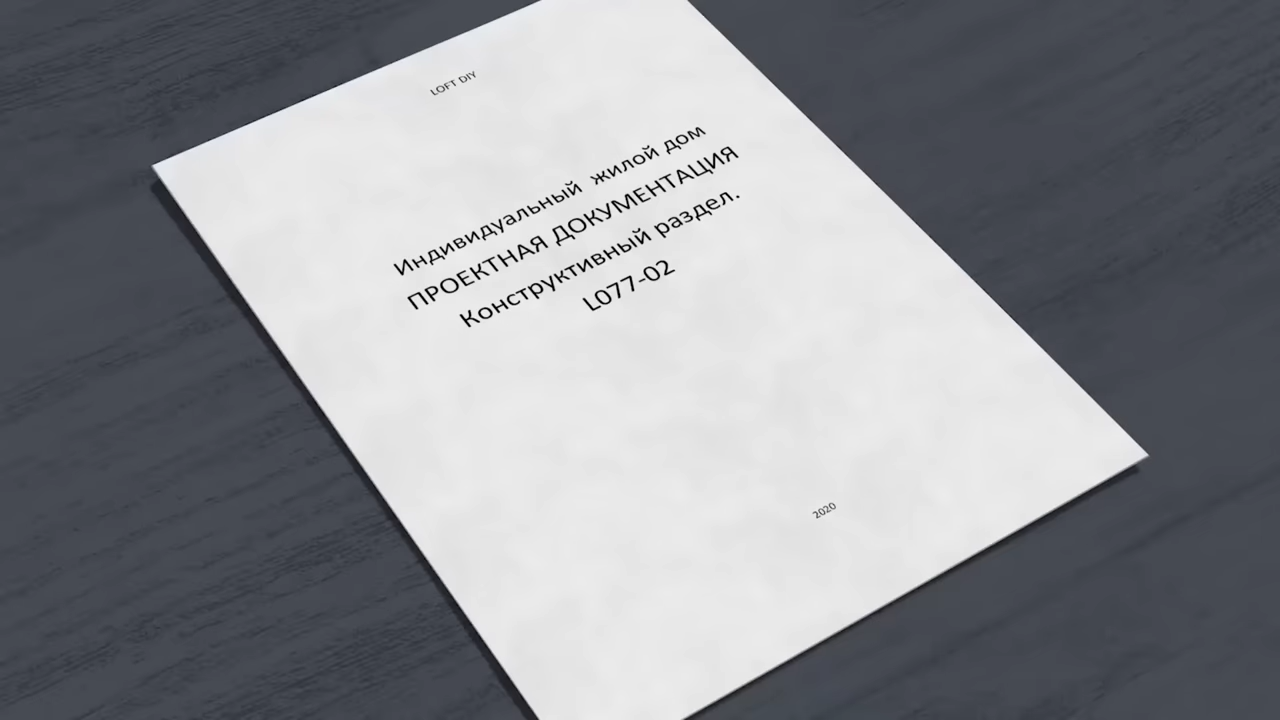 LOFT DIY
Индивидуальный жилой дом
ПРОЕКТНАЯ ДОКУМЕНТАЦИЯ
Конструктивный раздел.
L077-02
2020